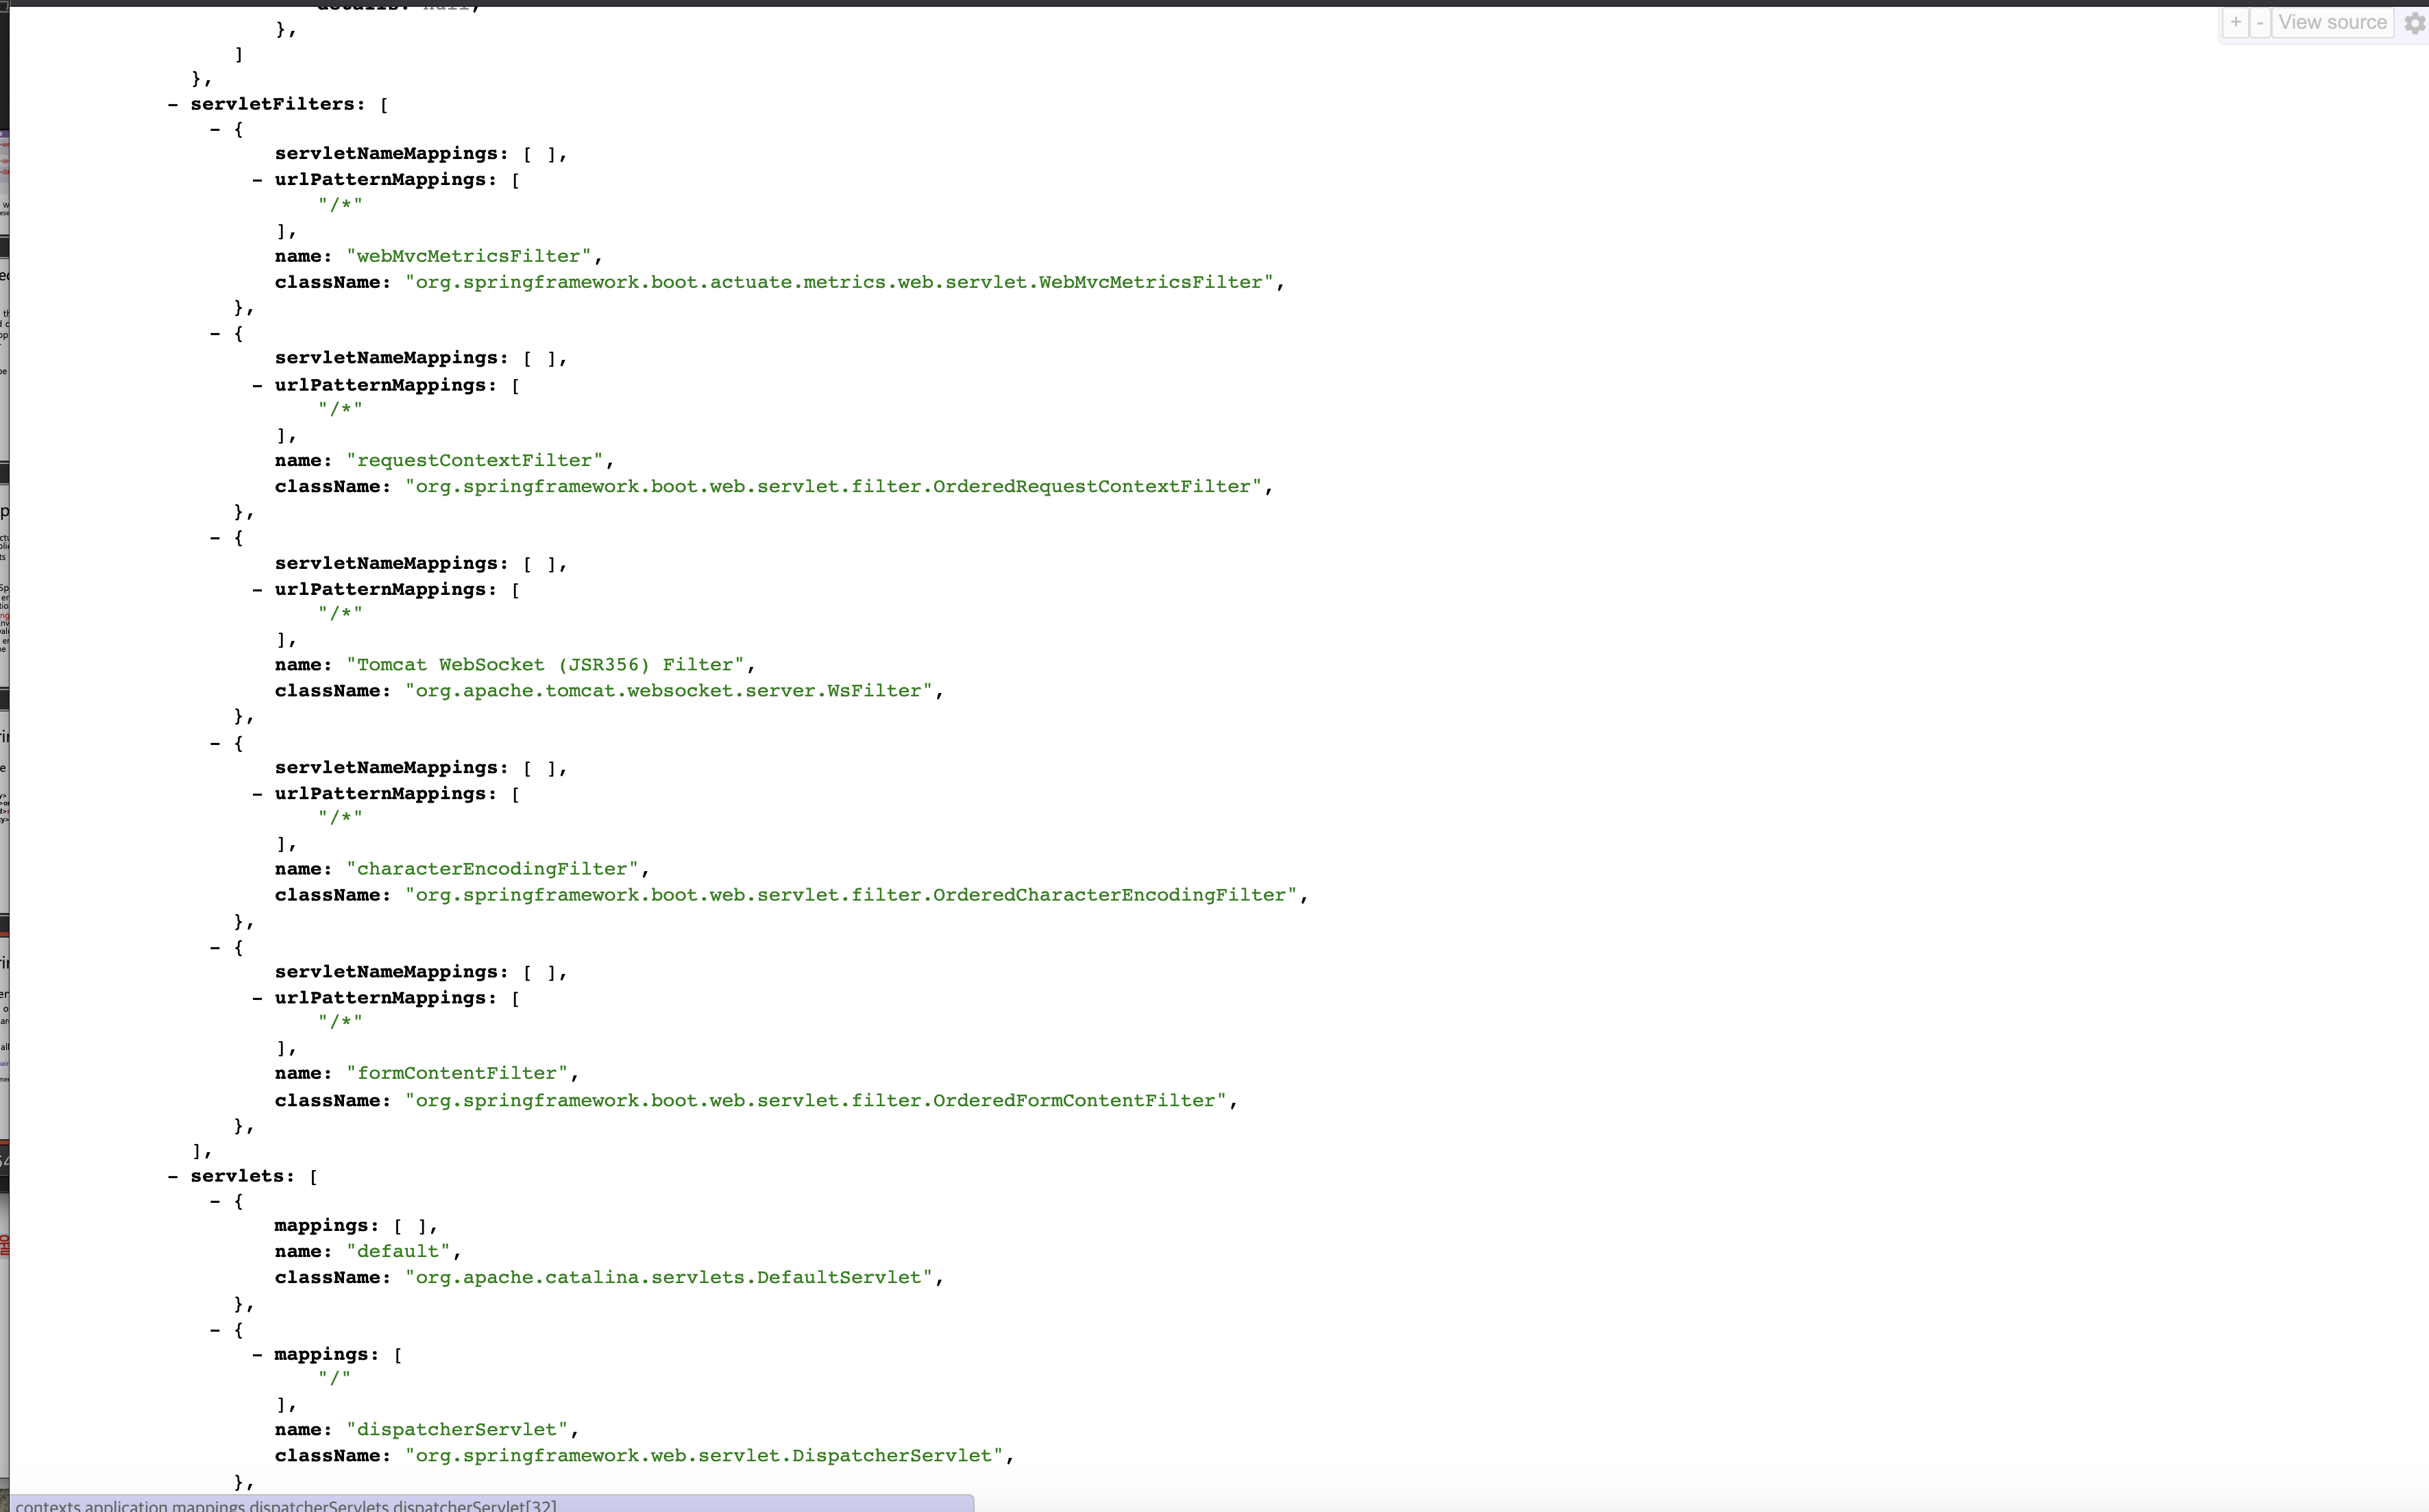 details: null,
},
]
},
- servletFilters: [
- {
servletNameMappings: [ ],
- urlPatternMappings: [
"/*"
],
name: "webMvcMetricsFilter",
className: "org.springframework.boot.actuate.metrics.web.servlet.WebMvcMetricsFilter",
},
- {
servletNameMappings: [ ],
- urlPatternMappings: [
"/*"
],
name: "requestContextFilter",
className: "org.springframework.boot.web.servlet.filter.OrderedRequestContextFilter",
},
- {
servletNameMappings: [ ],
- urlPatternMappings: [
"/*"
],
name: "Tomcat WebSocket (JSR356) Filter",
className: "org.apache.tomcat.websocket.server.WsFilter",
},
- {
servletNameMappings: [ ],
- urlPatternMappings: [
"/*"
],
name: "characterEncodingFilter",
className: "org.springframework.boot.web.servlet.filter.OrderedCharacterEncodingFilter",
},
- {
servletNameMappings: [ ],
- urlPatternMappings: [
"/*"
],
name: "formContentFilter",
className: "org.springframework.boot.web.servlet.filter.OrderedFormContentFilter",
},
],
- servlets: [
- {
mappings: [ ],
name: "default",
className: "org.apache.catalina.servlets.DefaultServlet",
},
- {
- mappings: [
"/"
],
name: "dispatcherServlet",
className: "org.springframework.web.servlet.DispatcherServlet",
},
+ - View source
contexts.application.mappings.dispatcherServlets.dispatcherServlet[32]